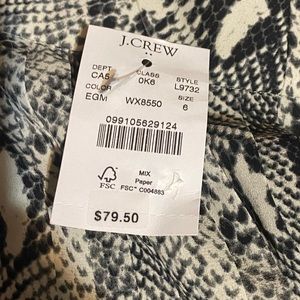 J.CREW
DEPT CLASS STYLE
CA5 0K6 L9732
COLOR SIZE
EGM WX8550 6
099105629124
FSC
MIX
Paper
FSC™ C004883
$79.50